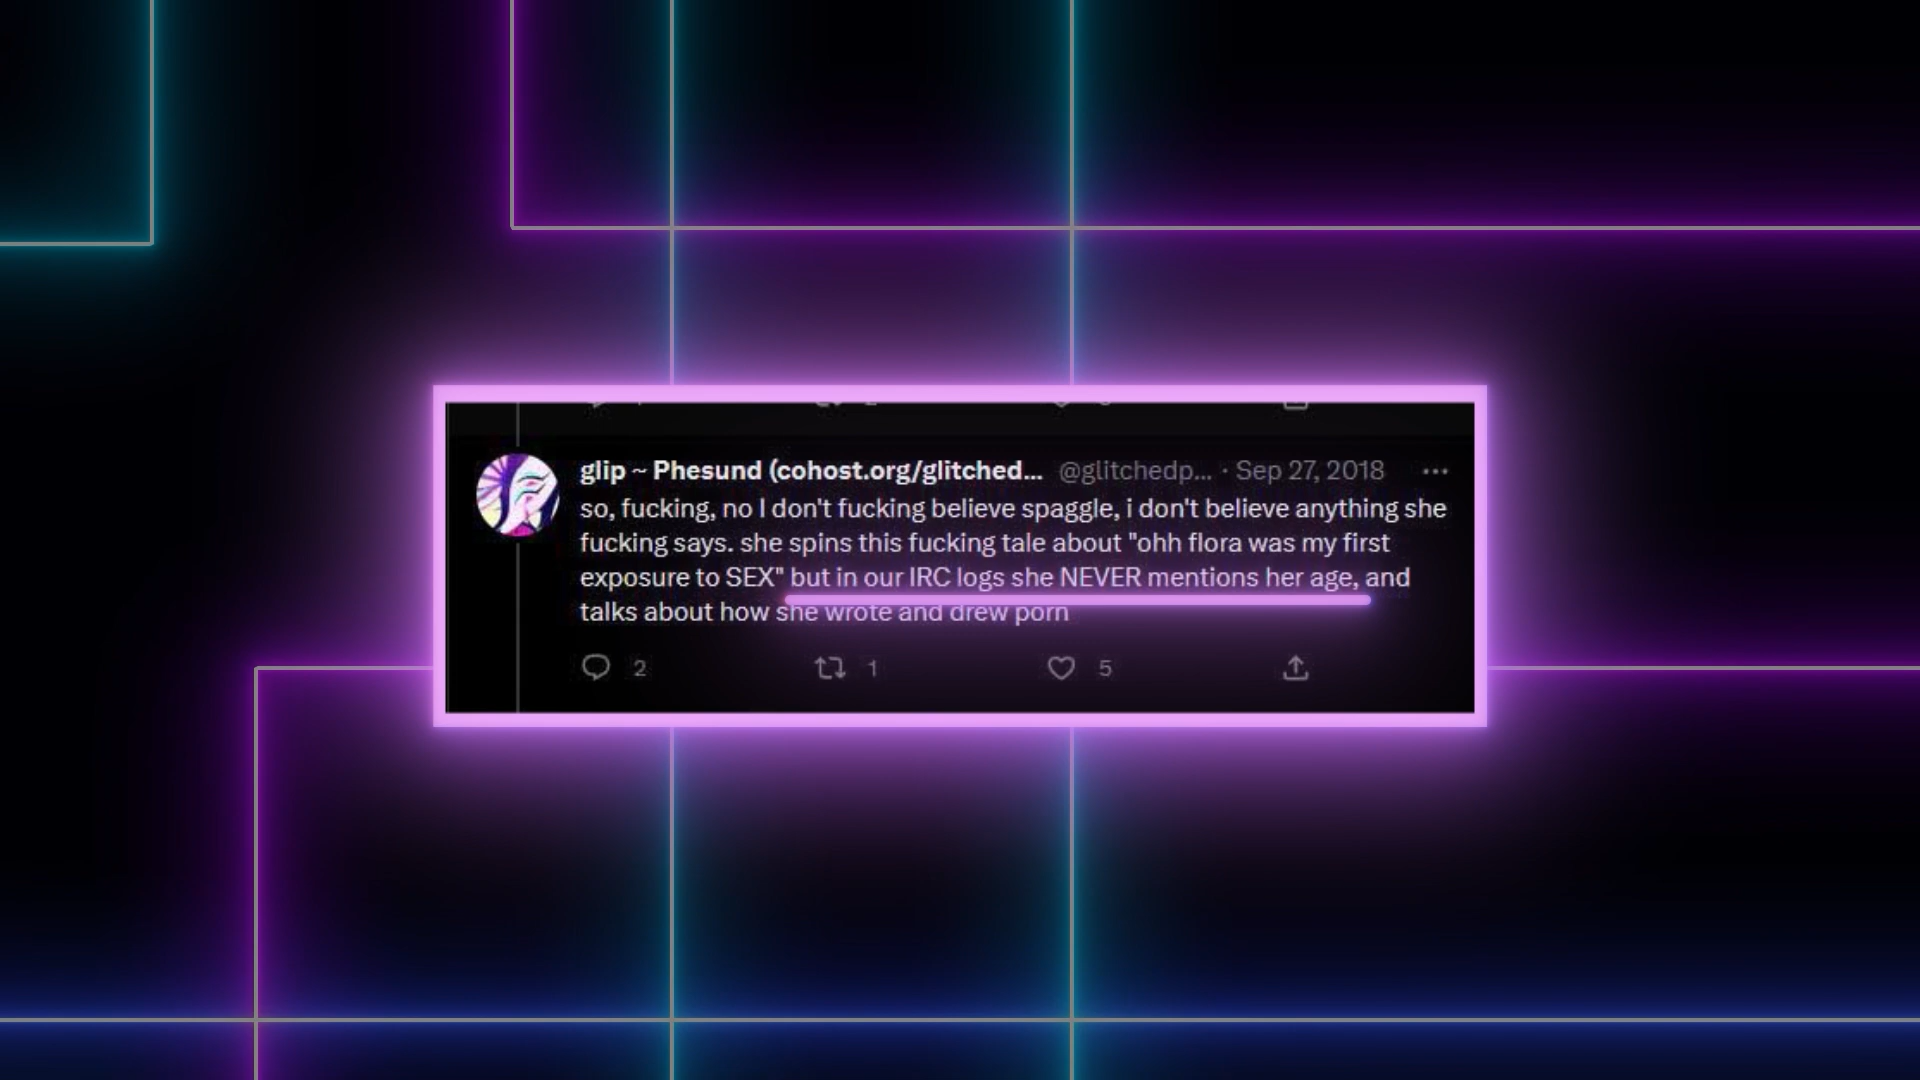 glip ~ Phesund (cohost.org/glitched... @glitchedp... · Sep 27, 2018
so, fucking, no I don't fucking believe spaggle, i don't believe anything she
fucking says. she spins this fucking tale about "ohh flora was my first
exposure to SEX" but in our IRC logs she NEVER mentions her age, and
talks about how she wrote and drew porn
2 1 5